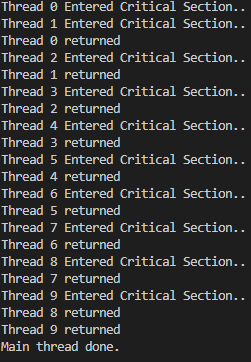 Thread 0 Entered Critical Section..
Thread 1 Entered Critical Section..
Thread 0 returned
Thread 2 Entered Critical Section..
Thread 1 returned
Thread 3 Entered Critical Section..
Thread 2 returned
Thread 4 Entered Critical Section..
Thread 3 returned
Thread 5 Entered Critical Section..
Thread 4 returned
Thread 6 Entered Critical Section..
Thread 5 returned
Thread 7 Entered Critical Section..
Thread 6 returned
Thread 8 Entered Critical Section..
Thread 7 returned
Thread 9 Entered Critical Section..
Thread 8 returned
Thread 9 returned
Main thread done.